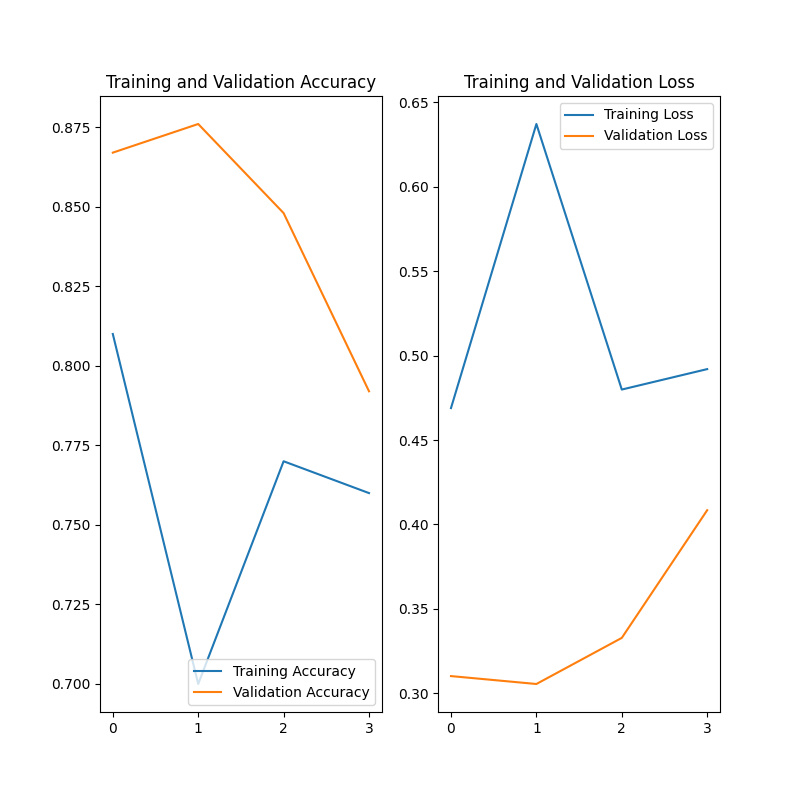 Training and Validation Accuracy
0.875
0.850
0.825
0.800
0.775
0.750
0.725
0.700
0 1 2 3
Training Accuracy
Validation Accuracy
Training and Validation Loss
0.65
0.60
0.55
0.50
0.45
0.40
0.35
0.30
0 1 2 3
Training Loss
Validation Loss